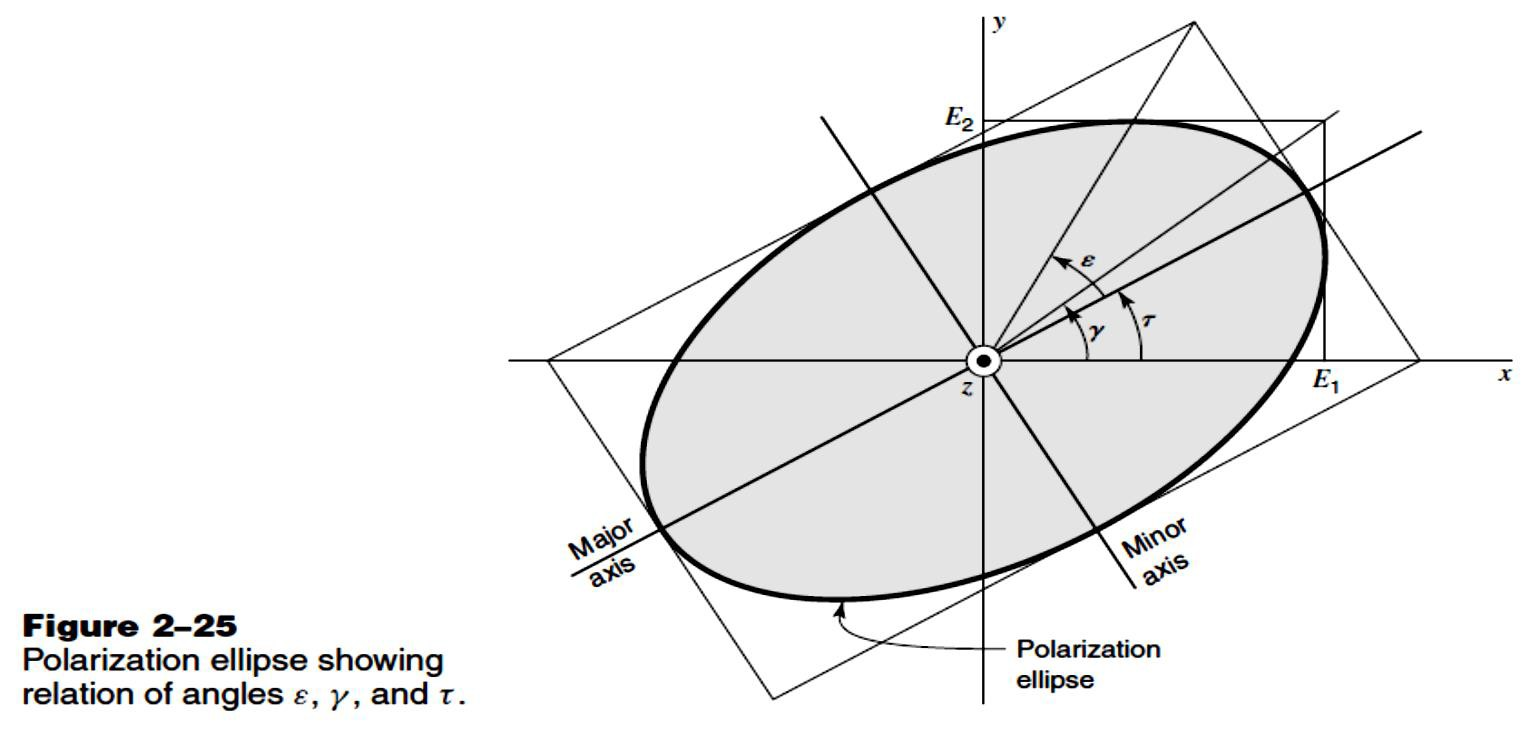 y
E₂
ε
γ
τ
z
E₁
x
Major
axis
Minor
axis
Polarization
ellipse
Figure 2–25
Polarization ellipse showing
relation of angles ε, γ, and τ.